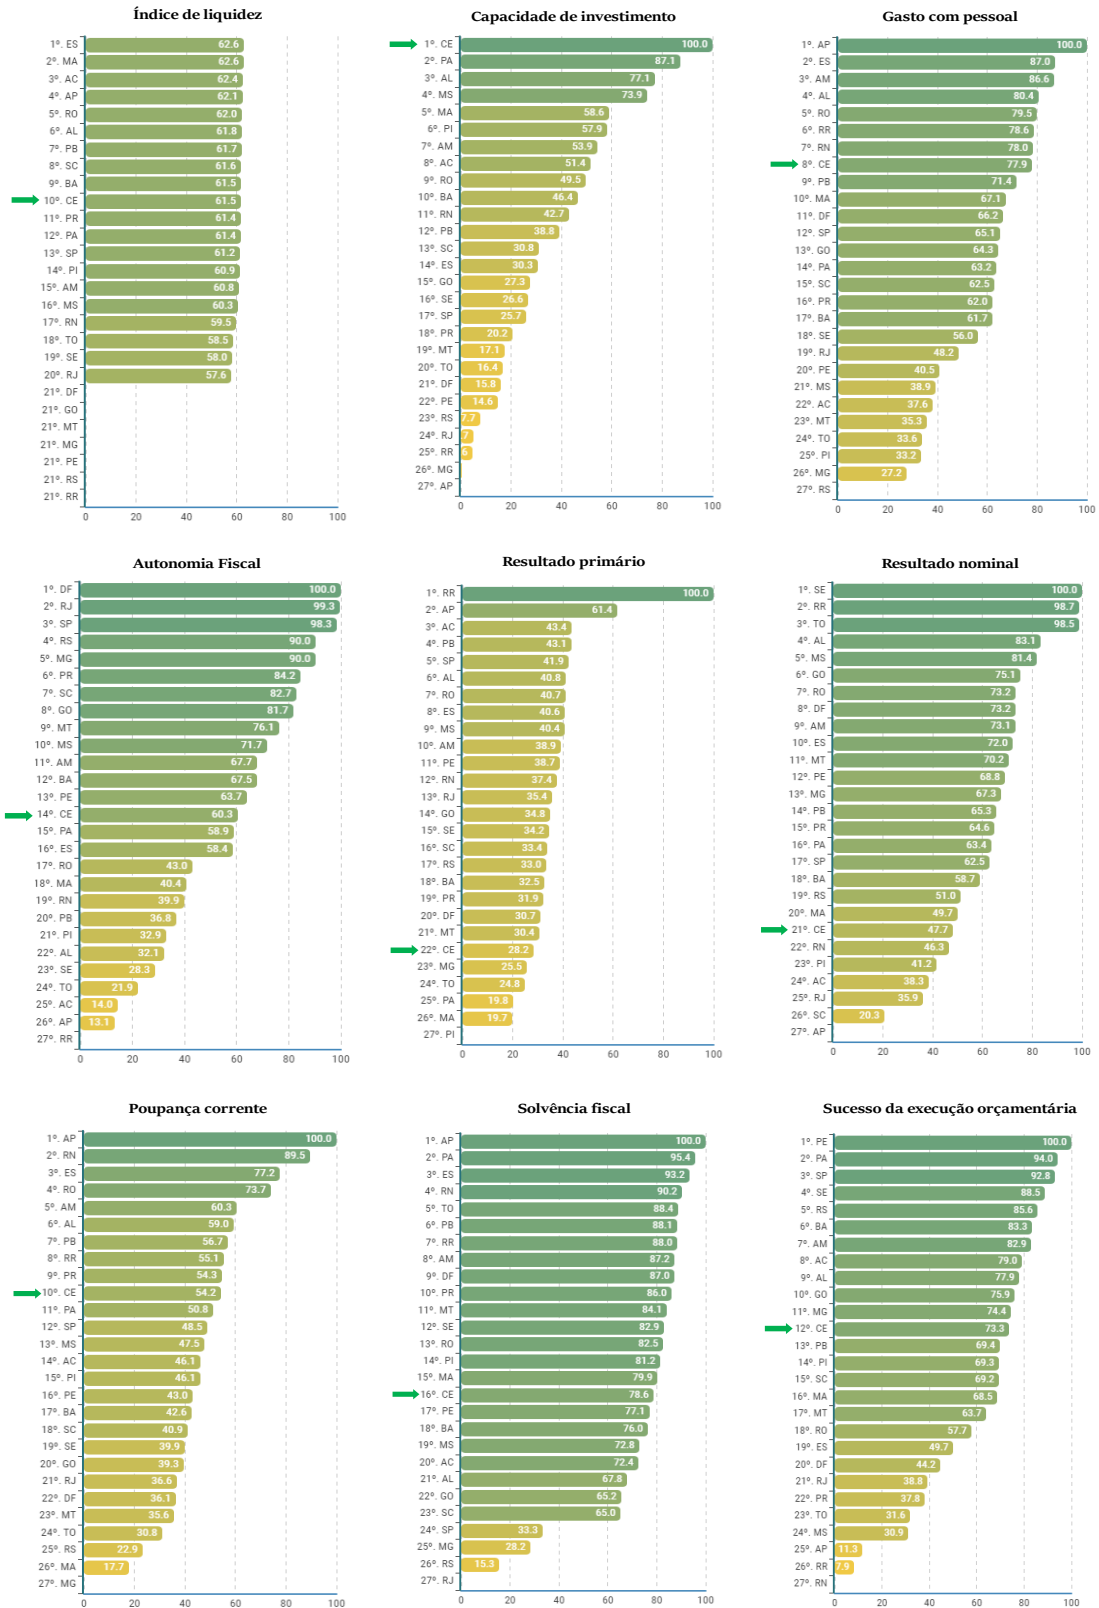 Índice de liquidez
1º. ES 62.6
2º. MA 62.6
3º. AC 62.4
4º. AP 62.1
5º. RO 62.0
6º. AL 61.8
7º. PB 61.7
8º. SC 61.6
9º. BA 61.5
10º. CE 61.5
11º. PR 61.4
12º. PA 61.4
13º. SP 61.2
14º. PI 60.9
15º. AM 60.8
16º. MS 60.3
17º. RN 59.5
18º. TO 58.5
19º. SE 58.0
20º. RJ 57.6
21º. DF
21º. GO
21º. MT
21º. MG
21º. PE
21º. RS
21º. RR
0 20 40 60 80 100
Capacidade de investimento
1º. CE 100.0
2º. PA 87.1
3º. AL 77.1
4º. MS 73.9
5º. MA 58.6
6º. PI 57.9
7º. AM 53.9
8º. AC 51.4
9º. RO 49.5
10º. BA 46.4
11º. RN 42.7
12º. PB 38.8
13º. SC 30.8
14º. ES 30.3
15º. GO 27.3
16º. SE 26.6
17º. SP 25.7
18º. PR 20.2
19º. MT 17.1
20º. TO 16.4
21º. DF 15.8
22º. PE 14.6
23º. RS 7.7
24º. RJ 7
25º. RR 6
26º. MG
27º. AP
0 20 40 60 80 100
Gasto com pessoal
1º. AP 100.0
2º. ES 87.0
3º. AM 86.6
4º. AL 80.4
5º. RO 79.5
6º. RR 78.6
7º. RN 78.0
8º. CE 77.9
9º. PB 71.4
10º. MA 67.1
11º. DF 66.2
12º. SP 65.1
13º. GO 64.3
14º. PA 63.2
15º. SC 62.5
16º. PR 62.0
17º. BA 61.7
18º. SE 56.0
19º. RJ 48.2
20º. PE 40.5
21º. MS 38.9
22º. AC 37.6
23º. MT 35.3
24º. TO 33.6
25º. PI 33.2
26º. MG 27.2
27º. RS
0 20 40 60 80 100
Autonomia Fiscal
1º. DF 100.0
2º. RJ 99.3
3º. SP 98.3
4º. RS 90.0
5º. MG 90.0
6º. PR 84.2
7º. SC 82.7
8º. GO 81.7
9º. MT 76.1
10º. MS 71.7
11º. AM 67.7
12º. BA 67.5
13º. PE 63.7
14º. CE 60.3
15º. PA 58.9
16º. ES 58.4
17º. RO 43.0
18º. MA 40.4
19º. RN 39.9
20º. PB 36.8
21º. PI 32.9
22º. AL 32.1
23º. SE 28.3
24º. TO 21.9
25º. AC 14.0
26º. AP 13.1
27º. RR
0 20 40 60 80 100
Resultado primário
1º. RR 100.0
2º. AP 61.4
3º. AC 43.4
4º. PB 43.1
5º. SP 41.9
6º. AL 40.8
7º. RO 40.7
8º. ES 40.6
9º. MS 40.4
10º. AM 38.9
11º. PE 38.7
12º. RN 37.4
13º. RJ 35.4
14º. GO 34.8
15º. SE 34.2
16º. SC 33.4
17º. RS 33.0
18º. BA 32.5
19º. PR 31.9
20º. DF 30.7
21º. MT 30.4
22º. CE 28.2
23º. MG 25.5
24º. TO 24.8
25º. PA 19.8
26º. MA 19.7
27º. PI
0 20 40 60 80 100
Resultado nominal
1º. SE 100.0
2º. RR 98.7
3º. TO 98.5
4º. AL 83.1
5º. MS 81.4
6º. GO 75.1
7º. RO 73.2
8º. DF 73.2
9º. AM 73.1
10º. ES 72.0
11º. MT 70.2
12º. PE 68.8
13º. MG 67.3
14º. PB 65.3
15º. PR 64.6
16º. PA 63.4
17º. SP 62.5
18º. BA 58.7
19º. RS 51.0
20º. MA 49.7
21º. CE 47.7
22º. RN 46.3
23º. PI 41.2
24º. AC 38.3
25º. RJ 35.9
26º. SC 20.3
27º. AP
0 20 40 60 80 100
Poupança corrente
1º. AP 100.0
2º. RN 89.5
3º. ES 77.2
4º. RO 73.7
5º. AM 60.3
6º. AL 59.0
7º. PB 56.7
8º. RR 55.1
9º. PR 54.3
10º. CE 54.2
11º. PA 50.8
12º. SP 48.5
13º. MS 47.5
14º. AC 46.1
15º. PI 46.1
16º. PE 43.0
17º. BA 42.6
18º. SC 40.9
19º. SE 39.9
20º. GO 39.3
21º. RJ 36.6
22º. DF 36.1
23º. MT 35.6
24º. TO 30.8
25º. RS 22.9
26º. MA 17.7
27º. MG
0 20 40 60 80 100
Solvência fiscal
1º. AP 100.0
2º. PA 95.4
3º. ES 93.2
4º. RN 90.2
5º. TO 88.4
6º. PB 88.1
7º. RR 88.0
8º. AM 87.2
9º. DF 87.0
10º. PR 86.0
11º. MT 84.1
12º. SE 82.9
13º. RO 82.5
14º. PI 81.2
15º. MA 79.9
16º. CE 78.6
17º. PE 77.1
18º. BA 76.0
19º. MS 72.8
20º. AC 72.4
21º. AL 67.8
22º. GO 65.2
23º. SC 65.0
24º. SP 33.3
25º. MG 28.2
26º. RS 15.3
27º. RJ
0 20 40 60 80 100
Sucesso da execução orçamentária
1º. PE 100.0
2º. PA 94.0
3º. SP 92.8
4º. SE 88.5
5º. RS 85.6
6º. BA 83.3
7º. AM 82.9
8º. AC 79.0
9º. AL 77.9
10º. GO 75.9
11º. MG 74.4
12º. CE 73.3
13º. PB 69.4
14º. PI 69.3
15º. SC 69.2
16º. MA 68.5
17º. MT 63.7
18º. RO 57.7
19º. ES 49.7
20º. DF 44.2
21º. RJ 38.8
22º. PR 37.8
23º. TO 31.6
24º. MS 30.9
25º. AP 11.3
26º. RR 7.9
27º. RN
0 20 40 60 80 100